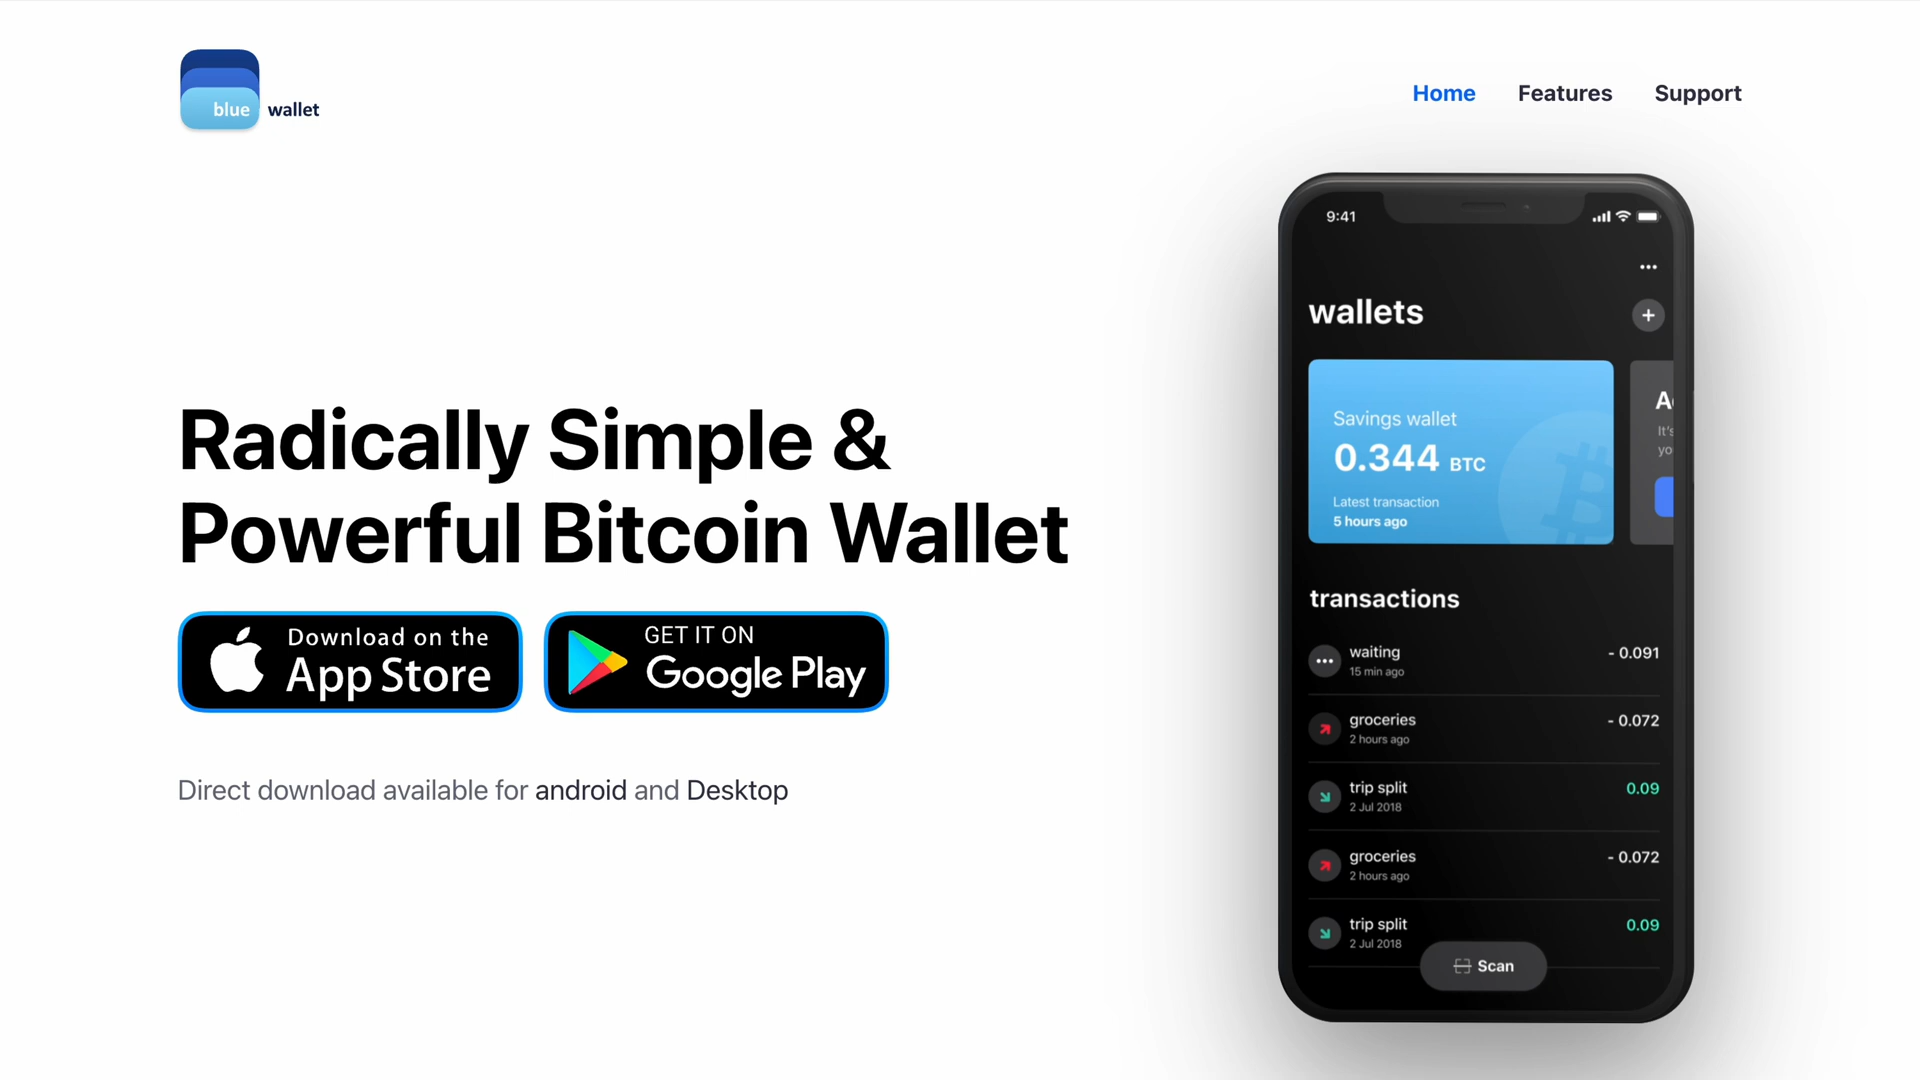 blue wallet
Home Features Support
Radically Simple &
Powerful Bitcoin Wallet
Download on the
App Store
GET IT ON
Google Play
Direct download available for android and Desktop
9:41
wallets
Savings wallet
0.344 BTC
Latest transaction
5 hours ago
It's
yo
transactions
waiting - 0.091
15 min ago
groceries - 0.072
2 hours ago
trip split 0.09
2 Jul 2018
groceries - 0.072
2 hours ago
trip split 0.09
2 Jul 2018
Scan